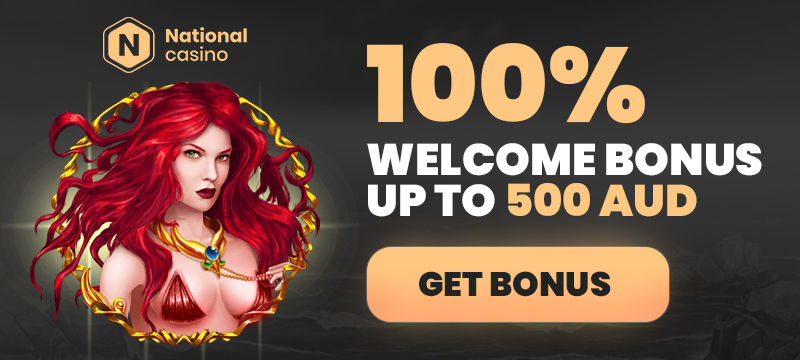 N
National
casino
100%
WELCOME BONUS
UP TO 500 AUD
GET BONUS